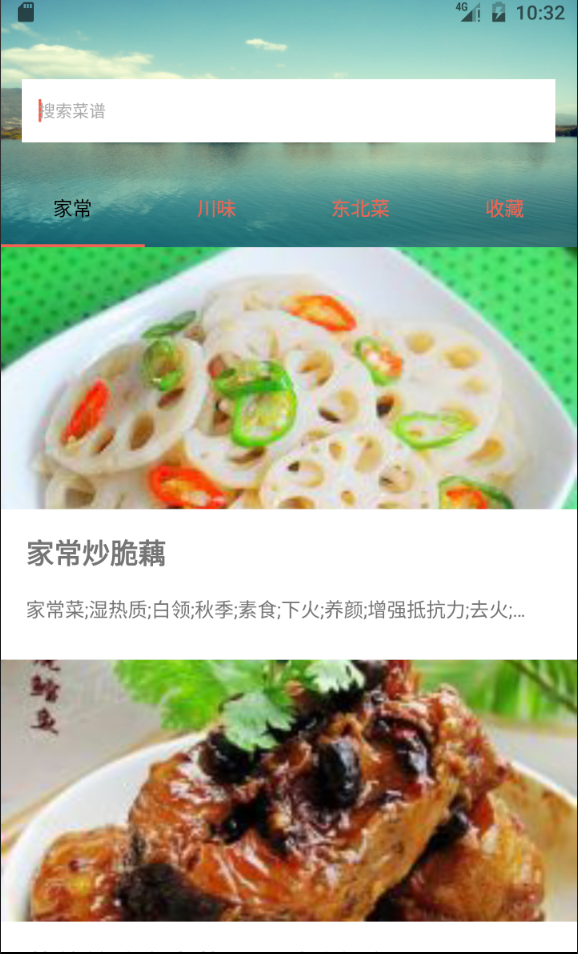 4G 10:32
搜索菜谱
家常 川味 东北菜 收藏
家常炒脆藕
家常菜;湿热质;白领;秋季;素食;下火;养颜;增强抵抗力;去火;...